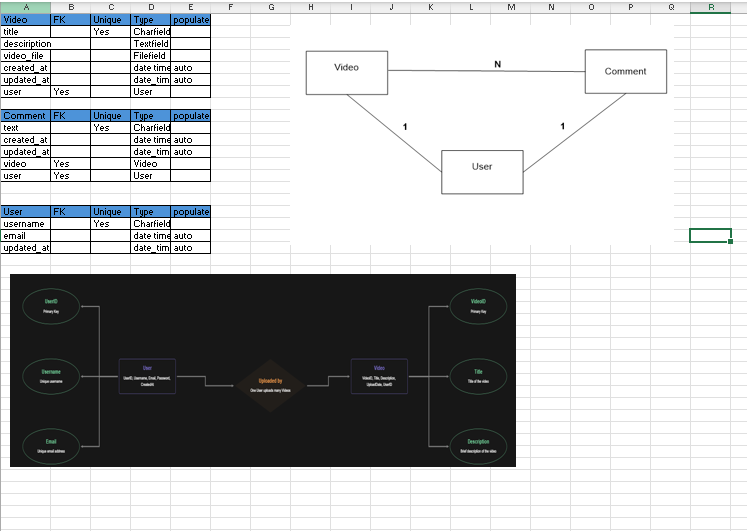 A B C D E F G H I J K L M N O P Q R
Video FK Unique Type populate
title Yes Charfield
desciription Textfield
video_file Filefield
created_at date time auto
updated_at date_tim auto
user Yes User
Comment FK Unique Type populate
text Yes Charfield
created_at date time auto
updated_at date_tim auto
video Yes Video
user Yes User
User FK Unique Type populate
username Yes Charfield
email date time auto
updated_at date_tim auto
Video
N
Comment
1
1
User
UserID
Primary Key
Username
Unique username
Email
Unique email address
User
UserID, Username, Email, Password,
CreatedAt
Uploaded by
One User uploads many Videos
Video
VideoID, Title, Description,
UploadDate, UserID
VideoID
Primary Key
Title
Title of the video
Description
Brief description of the video